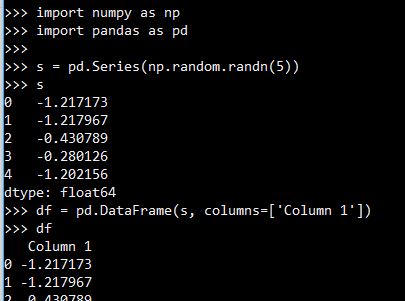 >>> import numpy as np
>>> import pandas as pd
>>>
>>> s = pd.Series(np.random.randn(5))
>>> s
0   -1.217173
1   -1.217967
2   -0.430789
3   -0.280126
4   -1.202156
dtype: float64
>>> df = pd.DataFrame(s, columns=['Column 1'])
>>> df
   Column 1
0 -1.217173
1 -1.217967
2 -0.430789